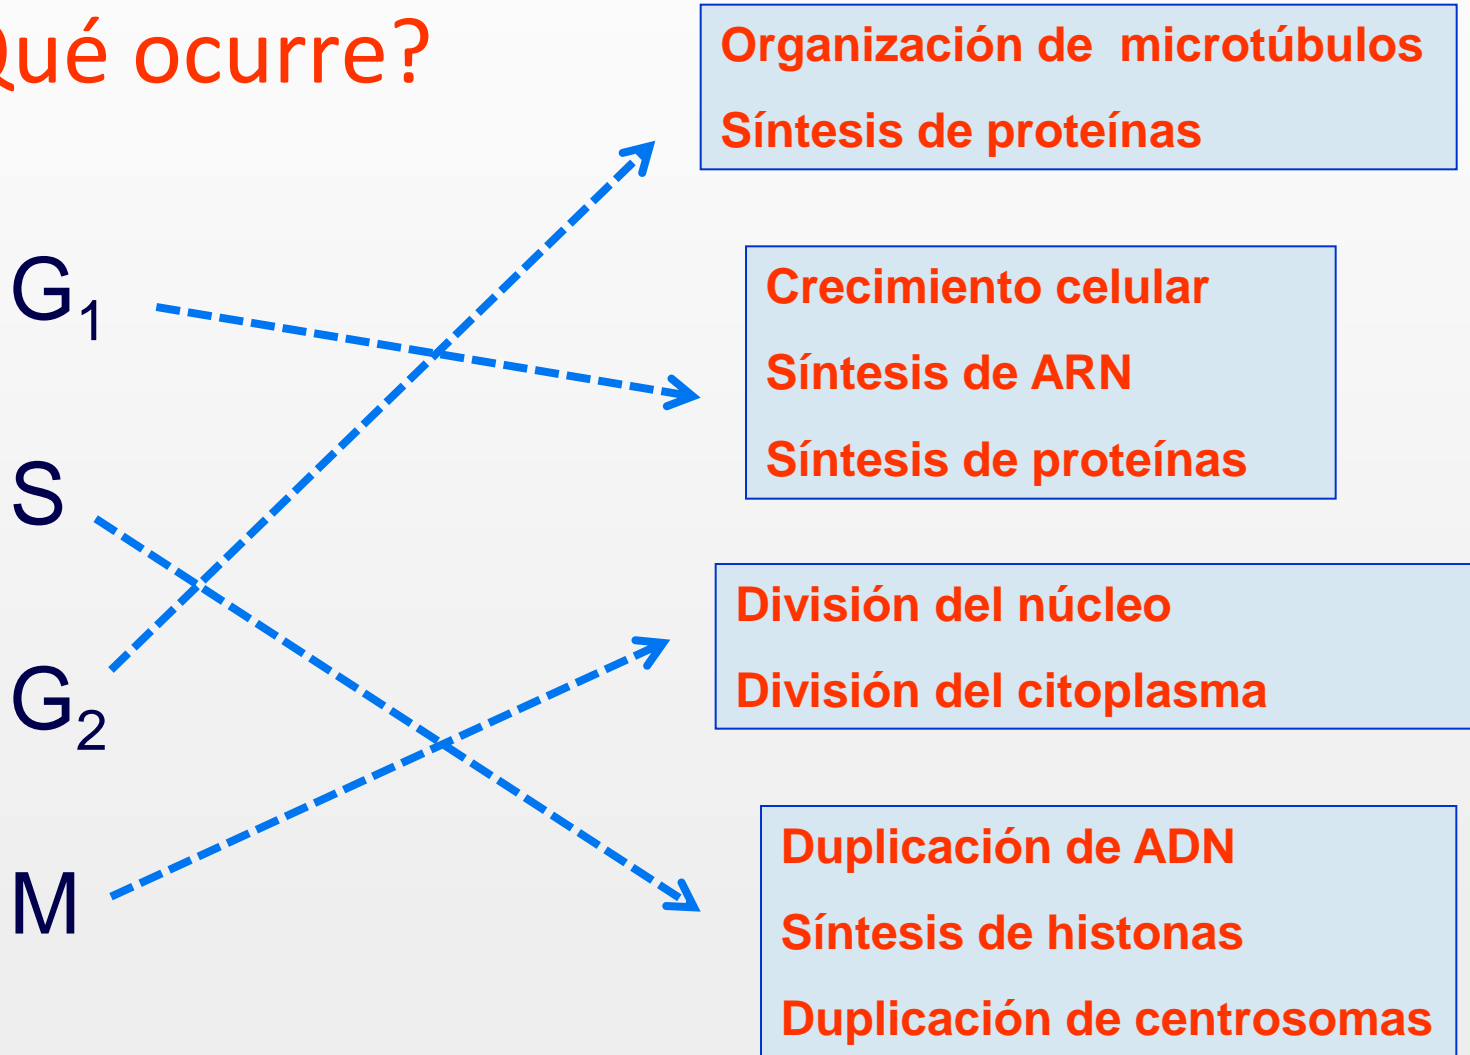 Qué ocurre?
Organización de microtúbulos
Síntesis de proteínas
G₁
Crecimiento celular
Síntesis de ARN
Síntesis de proteínas
S
División del núcleo
División del citoplasma
G₂
M
Duplicación de ADN
Síntesis de histonas
Duplicación de centrosomas